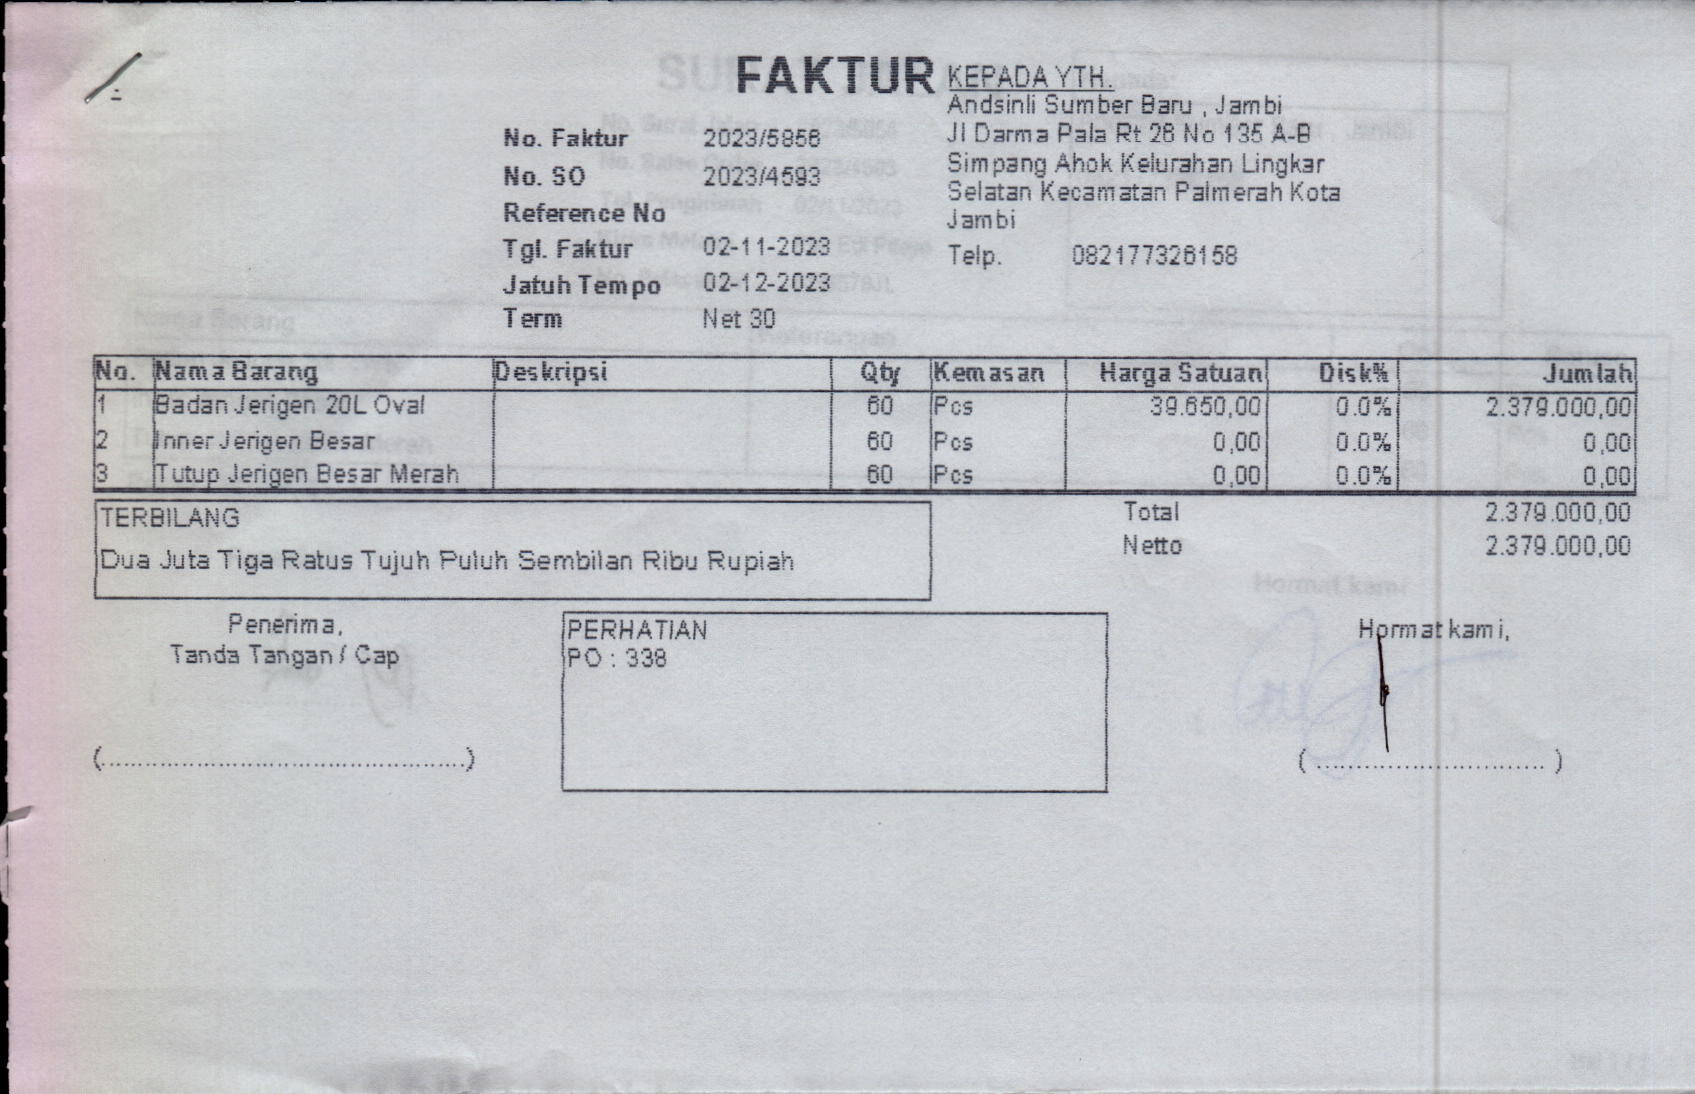 FAKTUR
No. Faktur 2023/5856
No. SO 2023/4593
Reference No
Tgl. Faktur 02-11-2023
Jatuh Tempo 02-12-2023
Term Net 30
KEPADA YTH.
Andsinli Sumber Baru , Jambi
Jl Darma Pala Rt 26 No 135 A-B
Simpang Ahok Kelurahan Lingkar
Selatan Kecamatan Palmerah Kota
Jambi
Telp. 082177326158
No. Nama Barang Deskripsi Qty Kemasan Harga Satuan Disk% Jumlah
1 Badan Jerigen 20L Oval 60 Pcs 39.650,00 0.0% 2.379.000,00
2 Inner Jerigen Besar 60 Pcs 0,00 0.0% 0,00
3 Tutup Jerigen Besar Merah 60 Pcs 0,00 0.0% 0,00
TERBILANG
Dua Juta Tiga Ratus Tujuh Puluh Sembilan Ribu Rupiah
Total 2.379.000,00
Netto 2.379.000,00
Penerima,
Tanda Tangan / Cap
(............................................)
PERHATIAN
PO : 338
Hormat kami,
( ............................ )